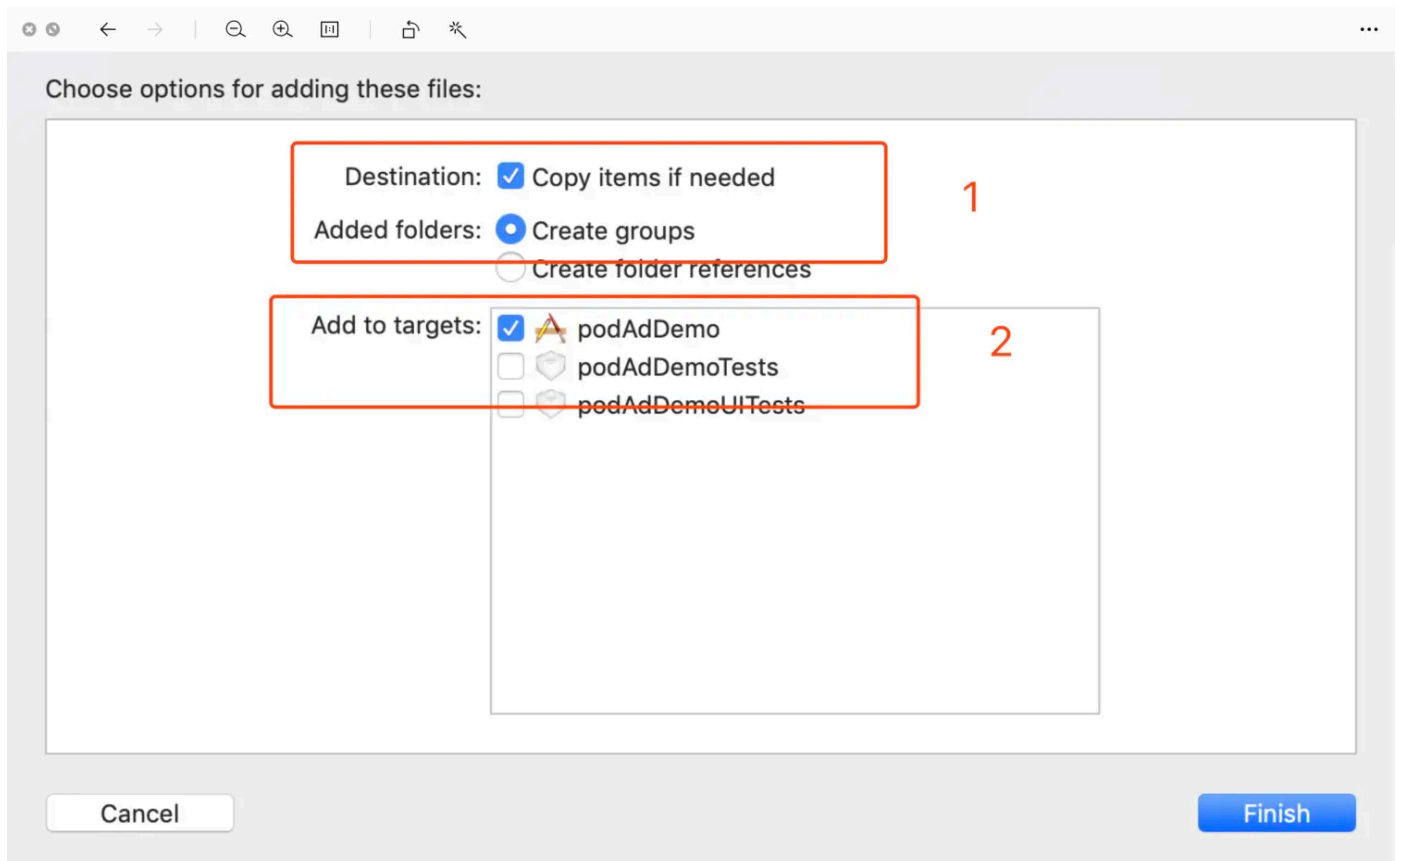 Choose options for adding these files:
Destination: Copy items if needed
1
Added folders: Create groups
Create folder references
Add to targets: podAdDemo
2
podAdDemoTests
podAdDemoUITests
Cancel Finish